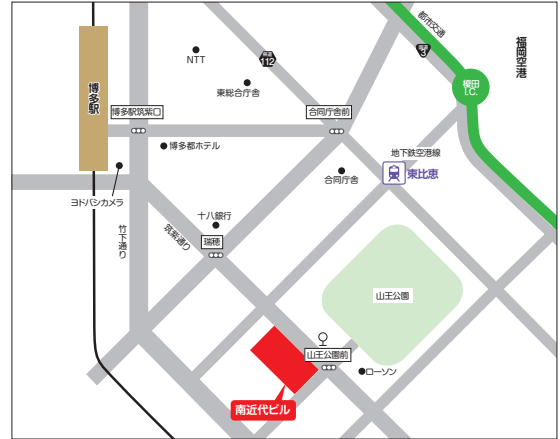 都市交通
福岡空港
国道
3
榎田
I.C.
NTT
112
東総合庁舎
博多駅
博多駅筑紫口
合同庁舎前
博多都ホテル
地下鉄空港線
東比恵
合同庁舎
ヨドバシカメラ
竹下通り
筑紫通り
十八銀行
瑞穂
山王公園
山王公園前
ローソン
南近代ビル